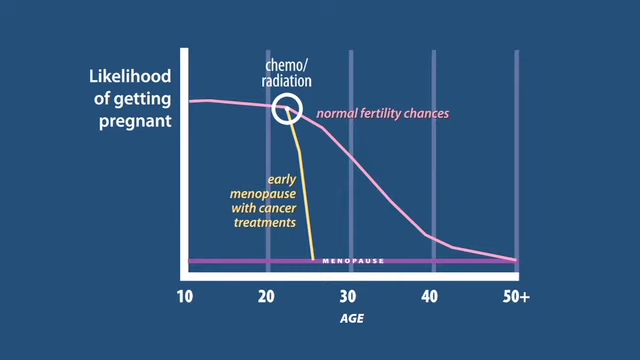 chemo/
radiation
Likelihood
of getting
pregnant
normal fertility chances
early
menopause
with cancer
treatments
MENOPAUSE
10 20 30 40 50+
AGE